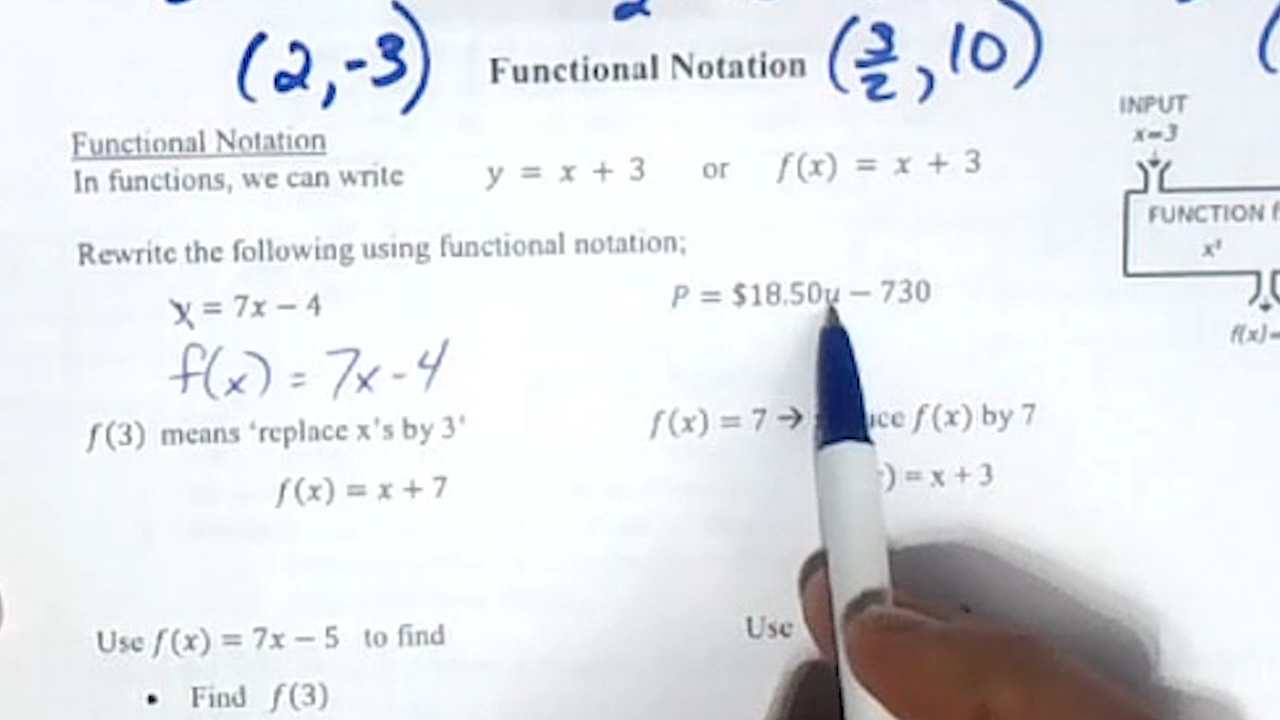 (2,-3) Functional Notation (3/2, 10) (
INPUT
x=3
Functional Notation
In functions, we can write y = x + 3 or f(x) = x + 3
FUNCTION f
Rewrite the following using functional notation;
y = 7x – 4 P = $18.50u – 730
f(x)=
f(x) = 7x - 4
f(3) means 'replace x's by 3' f(x) = 7 → f(x) by 7
f(x) = x + 7 ) = x + 3
Use f(x) = 7x – 5 to find Use
• Find f(3)